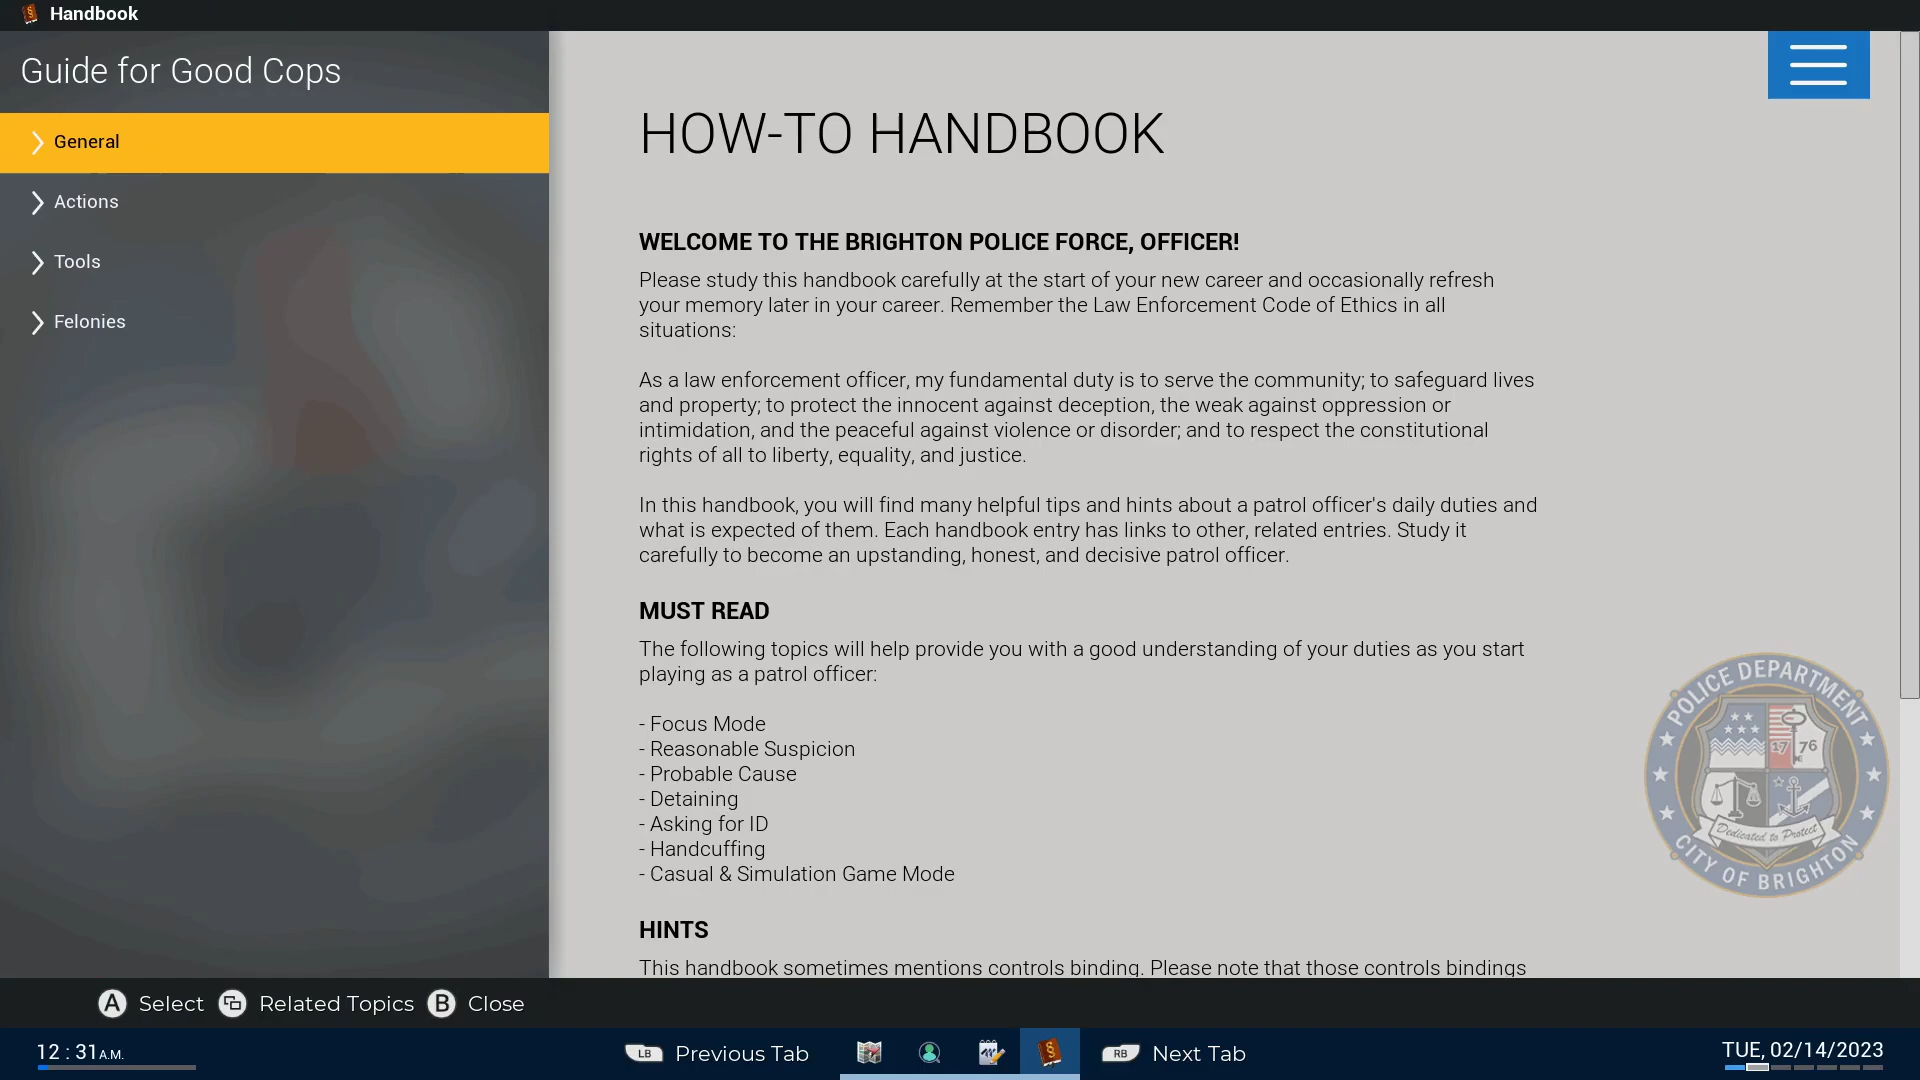 Handbook
Guide for Good Cops
General
Actions
Tools
Felonies
HOW-TO HANDBOOK
WELCOME TO THE BRIGHTON POLICE FORCE, OFFICER!
Please study this handbook carefully at the start of your new career and occasionally refresh
your memory later in your career. Remember the Law Enforcement Code of Ethics in all
situations:
As a law enforcement officer, my fundamental duty is to serve the community; to safeguard lives
and property; to protect the innocent against deception, the weak against oppression or
intimidation, and the peaceful against violence or disorder; and to respect the constitutional
rights of all to liberty, equality, and justice.
In this handbook, you will find many helpful tips and hints about a patrol officer's daily duties and
what is expected of them. Each handbook entry has links to other, related entries. Study it
carefully to become an upstanding, honest, and decisive patrol officer.
MUST READ
The following topics will help provide you with a good understanding of your duties as you start
playing as a patrol officer:
- Focus Mode
- Reasonable Suspicion
- Probable Cause
- Detaining
- Asking for ID
- Handcuffing
- Casual & Simulation Game Mode
HINTS
This handbook sometimes mentions controls binding. Please note that those controls bindings
POLICE DEPARTMENT
17 76
Dedicated to Protect
CITY OF BRIGHTON
A Select Related Topics B Close
12 : 31 A.M.
LB Previous Tab
RB Next Tab
TUE, 02/14/2023